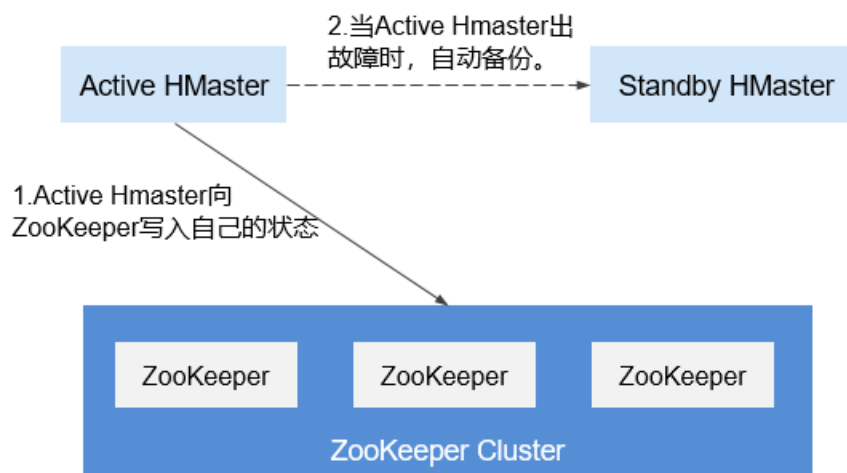 2.当Active Hmaster出
故障时，自动备份。
Active HMaster
Standby HMaster
1.Active Hmaster向
ZooKeeper写入自己的状态
ZooKeeper
ZooKeeper
ZooKeeper
ZooKeeper Cluster